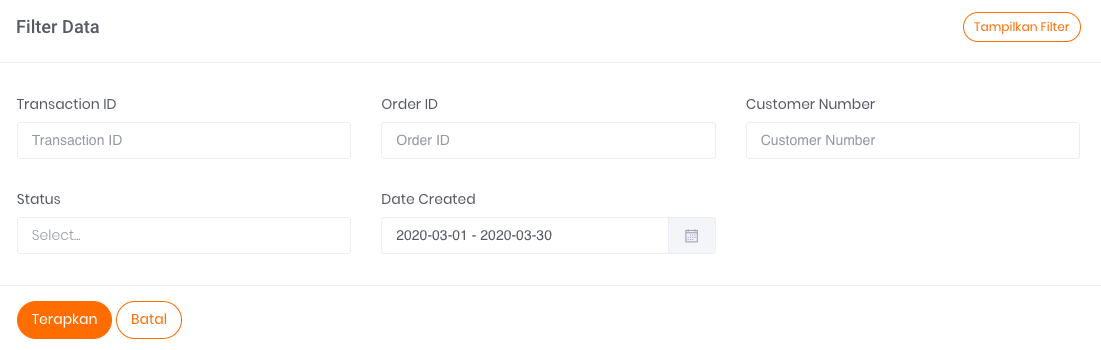 Filter Data
Tampilkan Filter
Transaction ID
Order ID
Customer Number
Transaction ID
Order ID
Customer Number
Status
Date Created
Select...
2020-03-01 - 2020-03-30
Terapkan
Batal